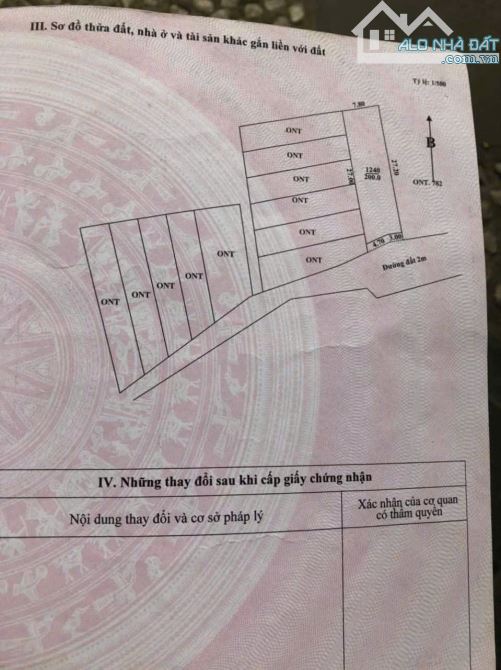 ALO NHÀ ĐẤT
.com.vn
III. Sơ đồ thửa đất, nhà ở và tài sản khác gắn liền với đất
Tỷ lệ: 1/500
7.80
B
ONT
ONT
ONT
ONT
ONT
ONT
27.00
1240
200.0
27.20
ONT. 782
4.70 3.00
Đường đất 2m
ONT
ONT
ONT
ONT
ONT
IV. Những thay đổi sau khi cấp giấy chứng nhận
Nội dung thay đổi và cơ sở pháp lý
Xác nhận của cơ quan
có thẩm quyền